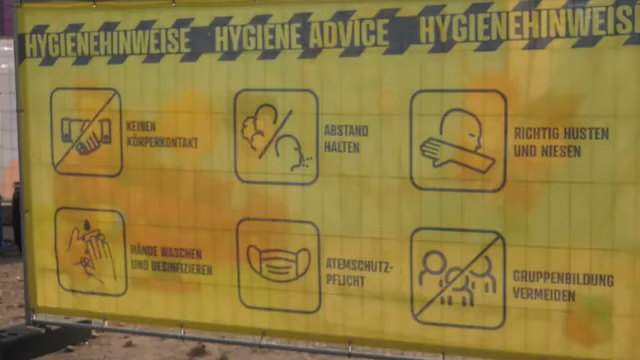 HYGIENEHINWEISE HYGIENE ADVICE HYGIENEHINWEISE
KEINEN
KÖRPERKONTAKT
ABSTAND
HALTEN
RICHTIG HUSTEN
UND NIESEN
HÄNDE WASCHEN
UND DESINFIZIEREN
ATEMSCHUTZ-
PFLICHT
GRUPPENBILDUNG
VERMEIDEN